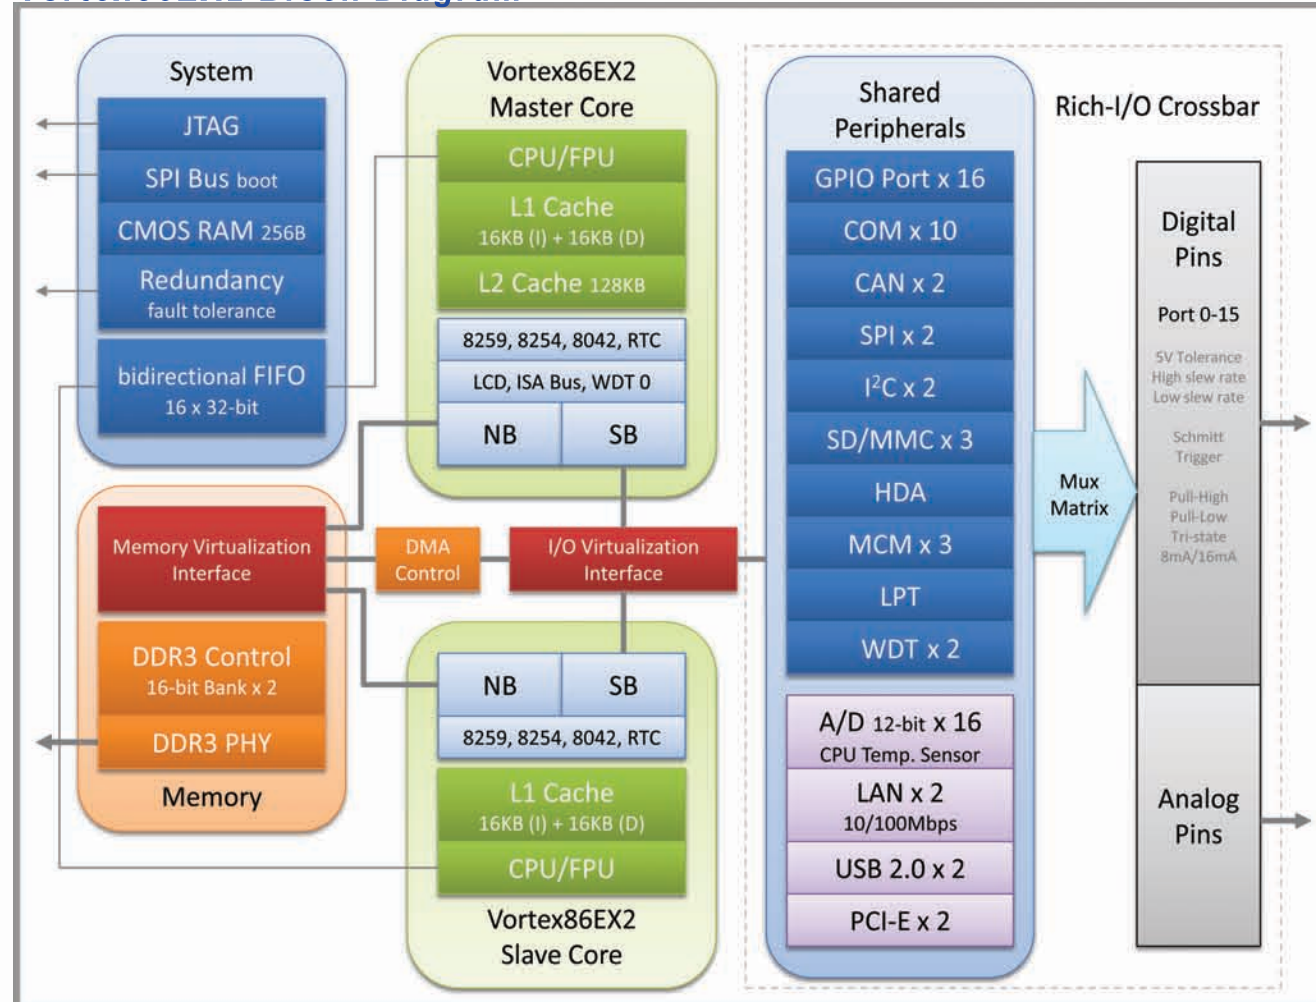 System
JTAG
SPI Bus boot
CMOS RAM 256B
Redundancy
fault tolerance
bidirectional FIFO
16 x 32-bit
Memory Virtualization
Interface
DDR3 Control
16-bit Bank x 2
DDR3 PHY
Memory
Vortex86EX2
Master Core
CPU/FPU
L1 Cache
16KB (I) + 16KB (D)
L2 Cache 128KB
8259, 8254, 8042, RTC
LCD, ISA Bus, WDT 0
NB SB
DMA
Control
I/O Virtualization
Interface
NB SB
8259, 8254, 8042, RTC
L1 Cache
16KB (I) + 16KB (D)
CPU/FPU
Vortex86EX2
Slave Core
Shared
Peripherals
GPIO Port x 16
COM x 10
CAN x 2
SPI x 2
I²C x 2
SD/MMC x 3
HDA
MCM x 3
LPT
WDT x 2
A/D 12-bit x 16
CPU Temp. Sensor
LAN x 2
10/100Mbps
USB 2.0 x 2
PCI-E x 2
Mux
Matrix
Rich-I/O Crossbar
Digital
Pins
Port 0-15
5V Tolerance
High slew rate
Low slew rate
Schmitt
Trigger
Pull-High
Pull-Low
Tri-state
8mA/16mA
Analog
Pins